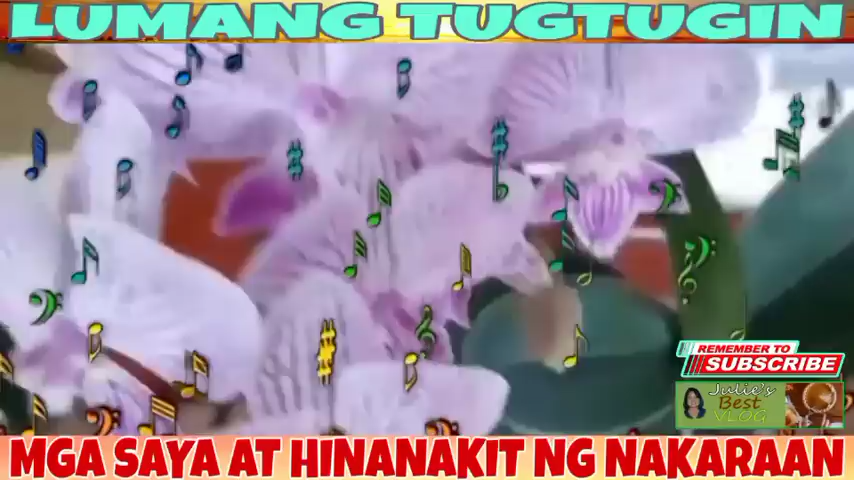 LUMANG TUGTUGIN
REMEMBER TO
SUBSCRIBE
Julie's
Best
VLOG
MGA SAYA AT HINANAKIT NG NAKARAAN